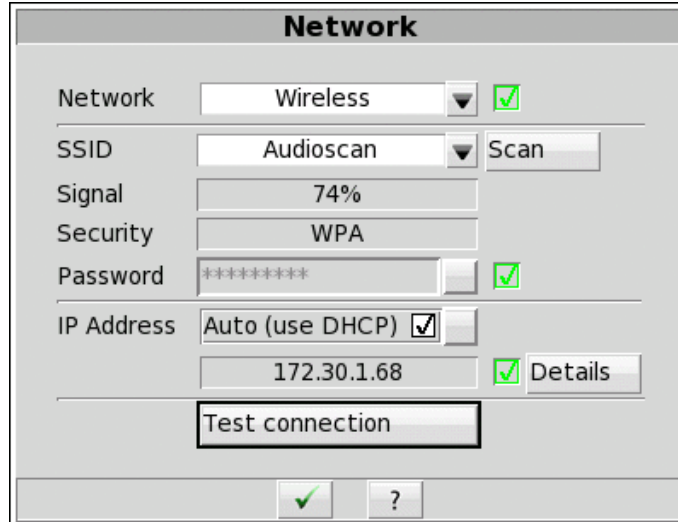 Network
Network Wireless
SSID Audioscan Scan
Signal 74%
Security WPA
Password *********
IP Address Auto (use DHCP)
172.30.1.68 Details
Test connection
?